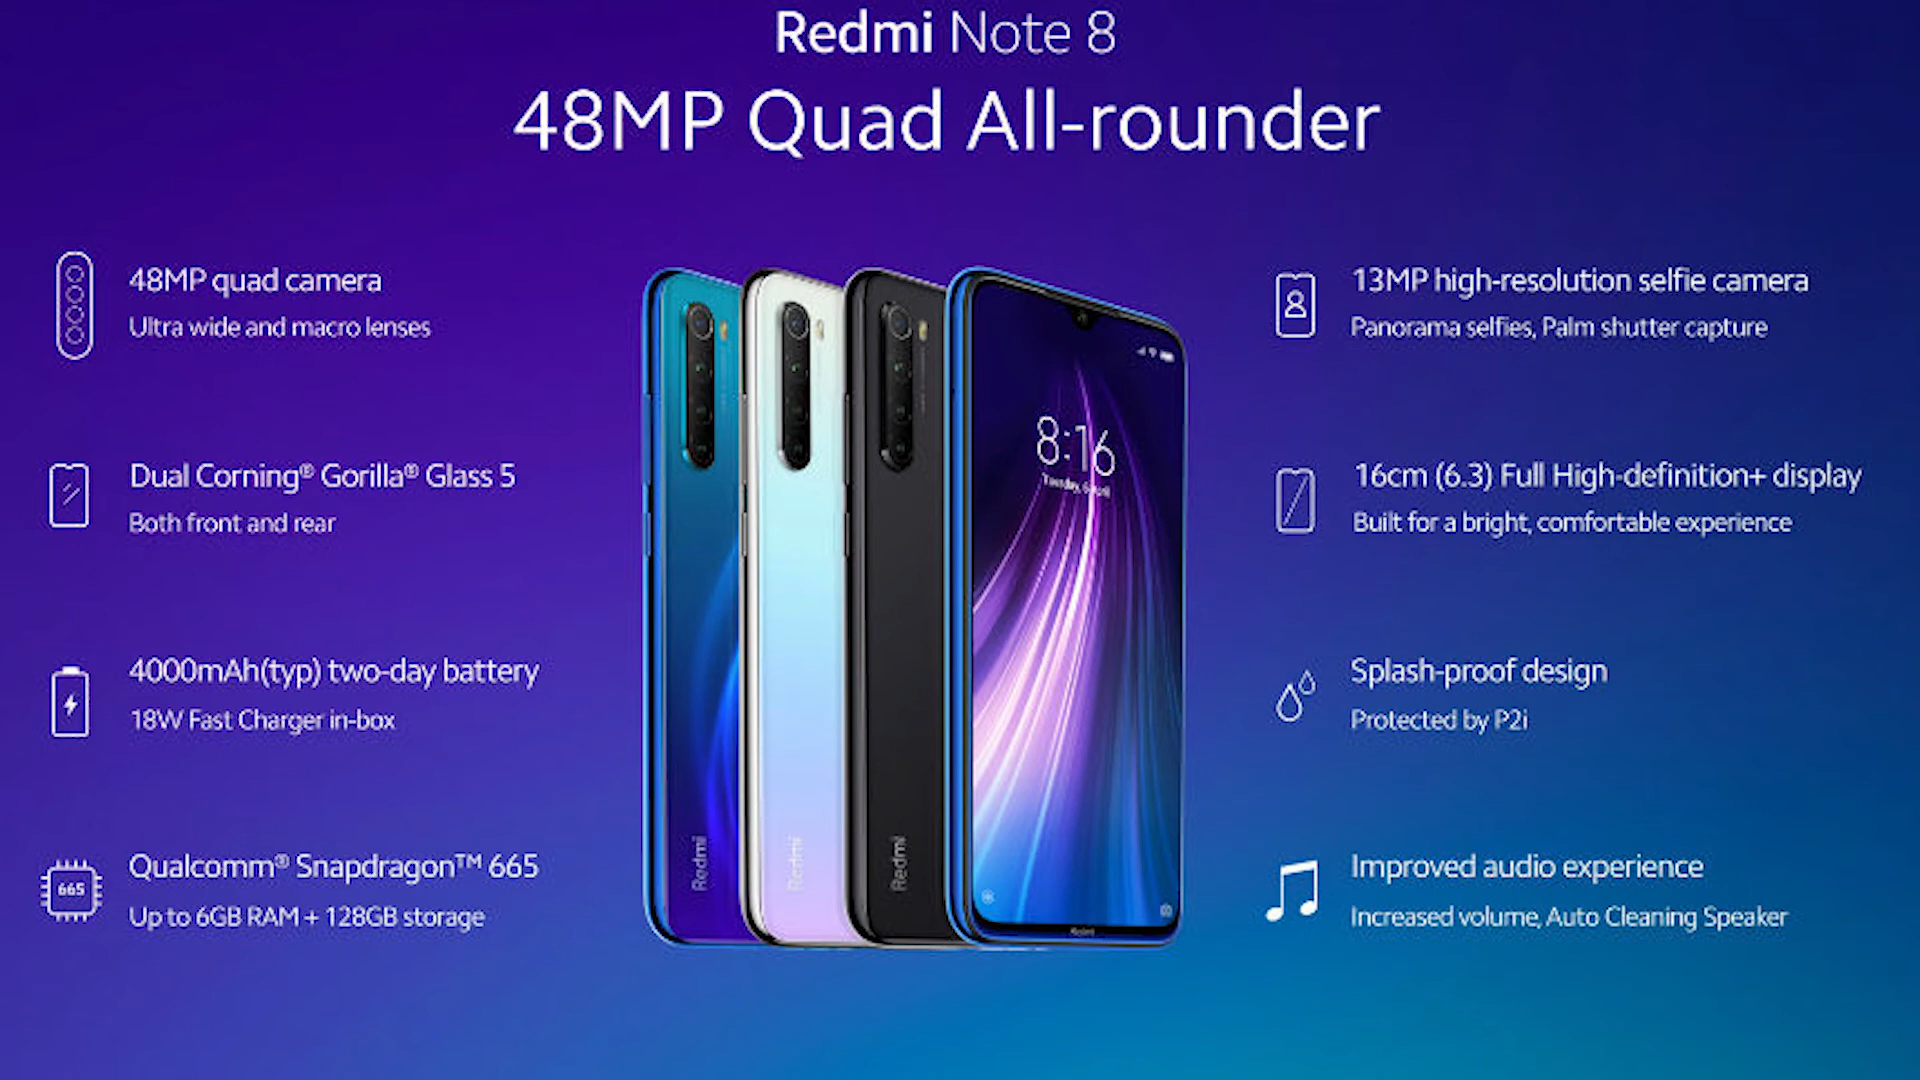 Redmi Note 8
48MP Quad All-rounder
48MP quad camera
Ultra wide and macro lenses
Dual Corning® Gorilla® Glass 5
Both front and rear
4000mAh(typ) two-day battery
18W Fast Charger in-box
665
Qualcomm® Snapdragon™ 665
Up to 6GB RAM + 128GB storage
Redmi
Redmi
Redmi
8:16
Redmi
13MP high-resolution selfie camera
Panorama selfies, Palm shutter capture
16cm (6.3) Full High-definition+ display
Built for a bright, comfortable experience
Splash-proof design
Protected by P2i
Improved audio experience
Increased volume, Auto Cleaning Speaker